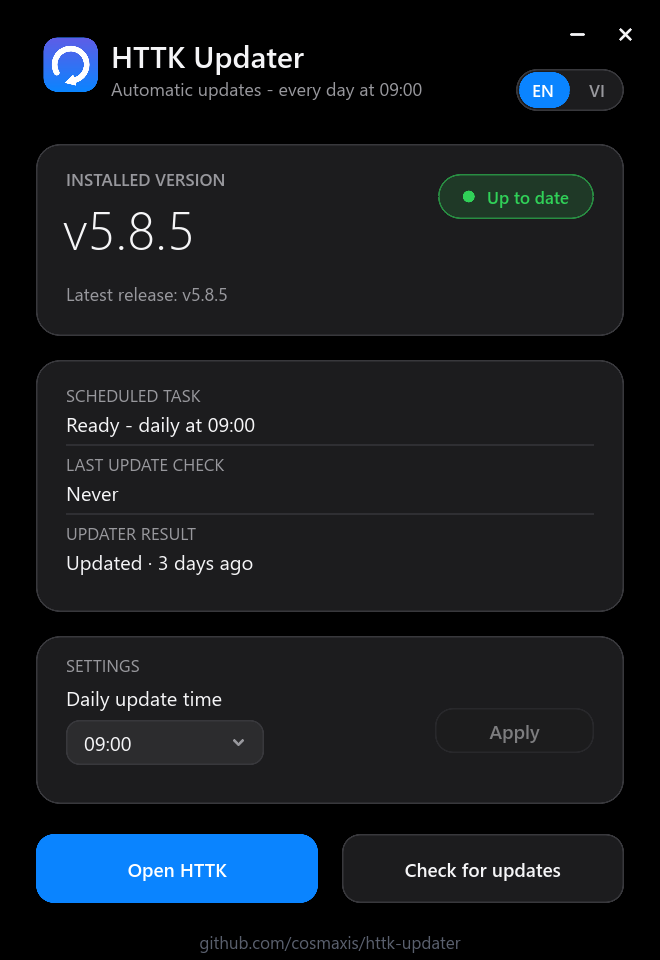 HTTK Updater
Automatic updates - every day at 09:00
EN VI
INSTALLED VERSION
Up to date
v5.8.5
Latest release: v5.8.5
SCHEDULED TASK
Ready - daily at 09:00
LAST UPDATE CHECK
Never
UPDATER RESULT
Updated · 3 days ago
SETTINGS
Daily update time
09:00
Apply
Open HTTK
Check for updates
github.com/cosmaxis/httk-updater